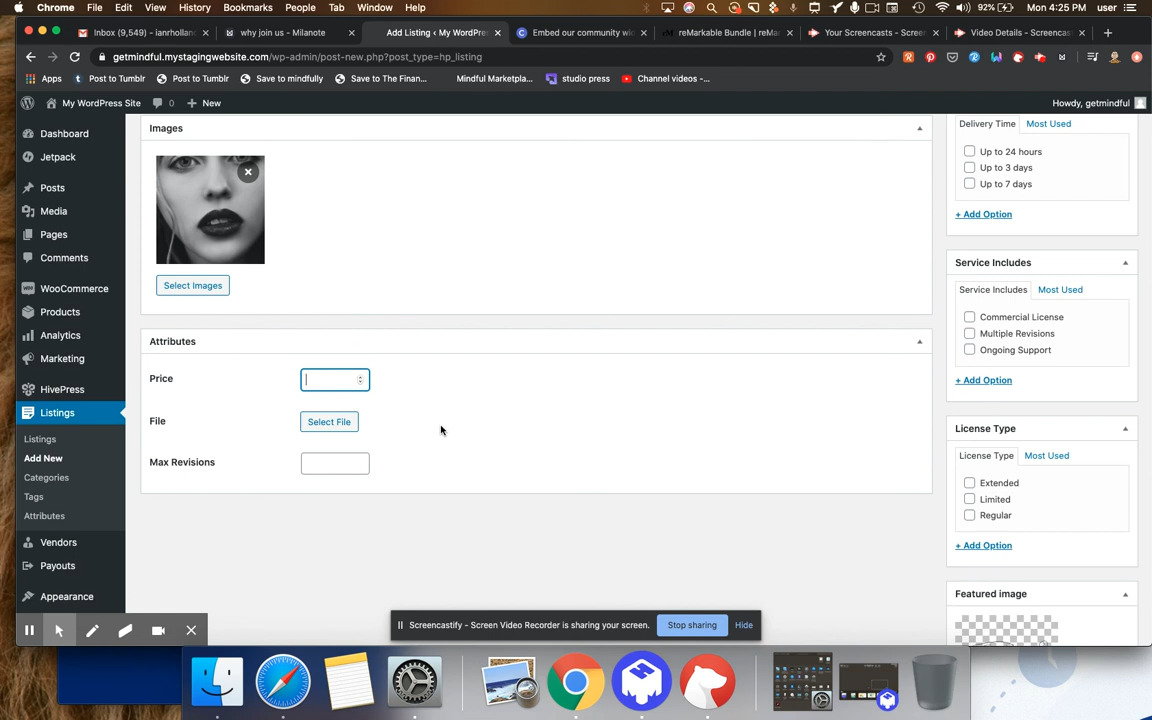 Chrome File Edit View History Bookmarks People Tab Window Help 92% Mon 4:25 PM user
Inbox (9,549) - ianrholland
why join us - Milanote
Add Listing ‹ My WordPres
Embed our community wi
reMarkable Bundle | reMar
Your Screencasts - Screen
Video Details - Screencast
getmindful.mystagingwebsite.com/wp-admin/post-new.php?post_type=hp_listing
Apps Post to Tumblr Post to Tumblr Save to mindfully Save to The Finan... Mindful Marketpla... studio press Channel videos -...
My WordPress Site 0 New Howdy, getmindful
Dashboard
Jetpack
Posts
Media
Pages
Comments
WooCommerce
Products
Analytics
Marketing
HivePress
Listings
Listings
Add New
Categories
Tags
Attributes
Vendors
Payouts
Appearance
Images
Select Images
Attributes
Price
File Select File
Max Revisions
Delivery Time Most Used
Up to 24 hours
Up to 3 days
Up to 7 days
+ Add Option
Service Includes
Service Includes Most Used
Commercial License
Multiple Revisions
Ongoing Support
+ Add Option
License Type
License Type Most Used
Extended
Limited
Regular
+ Add Option
Featured image
Screencastify - Screen Video Recorder is sharing your screen. Stop sharing Hide